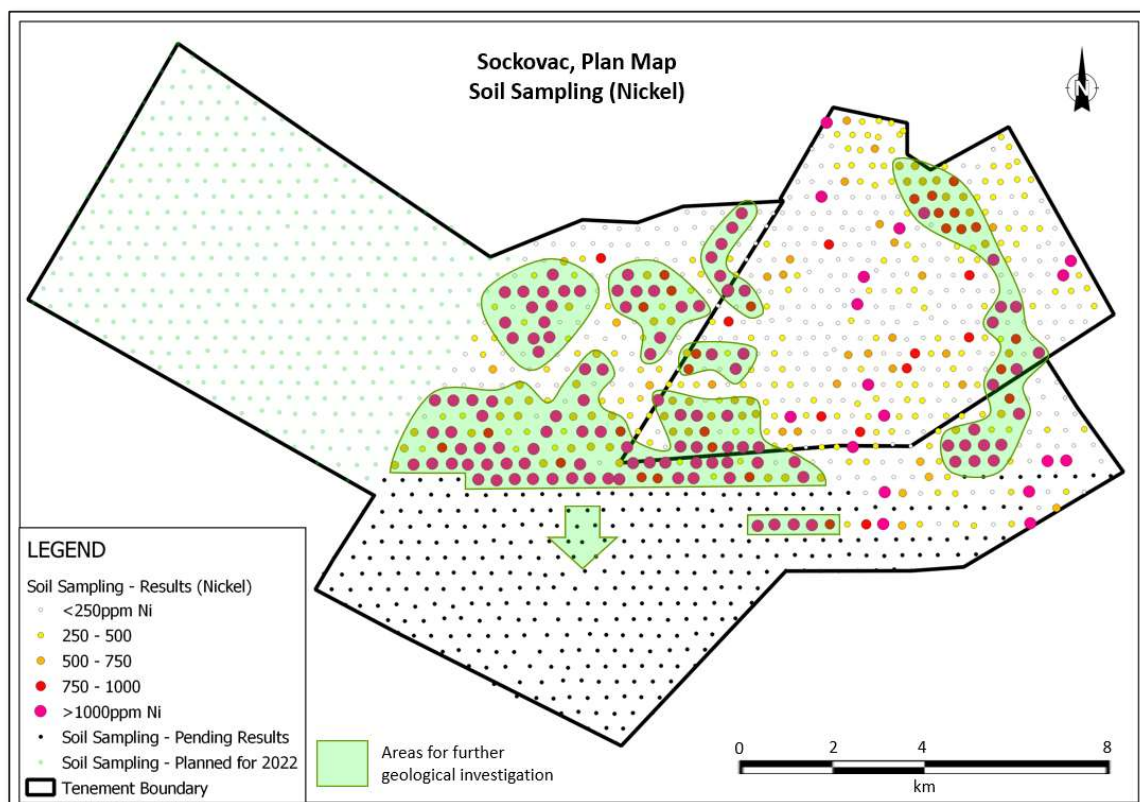 Sockovac, Plan Map
Soil Sampling (Nickel)
N
LEGEND
Soil Sampling - Results (Nickel)
<250ppm Ni
250 - 500
500 - 750
750 - 1000
>1000ppm Ni
Soil Sampling - Pending Results
Soil Sampling - Planned for 2022
Tenement Boundary
Areas for further
geological investigation
0 2 4 8
km